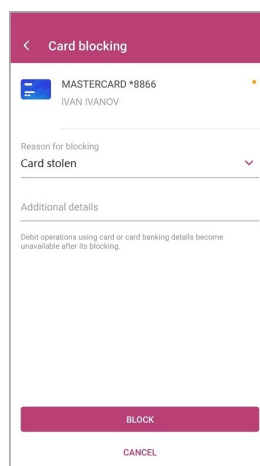 Card blocking
MASTERCARD *8866
IVAN IVANOV
Reason for blocking
Card stolen
Additional details
Debit operations using card or card banking details become
unavailable after its blocking.
BLOCK
CANCEL